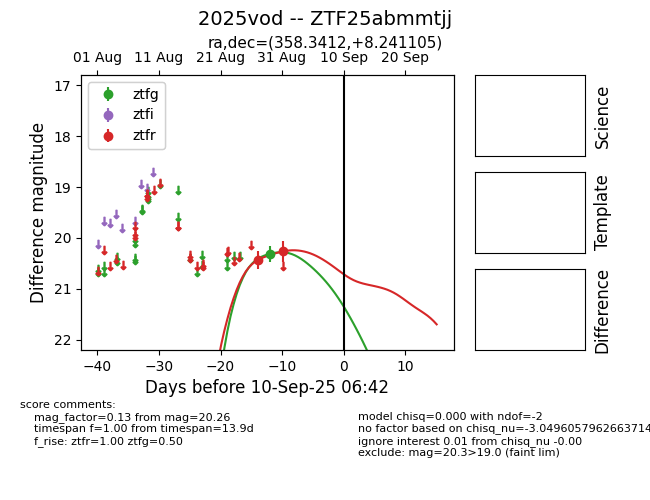 2025vod -- ZTF25abmmtjj
ra,dec=(358.3412,+8.241105)
01 Aug 11 Aug 21 Aug 31 Aug 10 Sep 20 Sep
ztfg
ztfi
ztfr
17
18
19
20
21
22
Difference magnitude
−40 −30 −20 −10 0 10
Days before 10-Sep-25 06:42
Science
Template
Difference
score comments:
mag_factor=0.13 from mag=20.26
timespan f=1.00 from timespan=13.9d
f_rise: ztfr=1.00 ztfg=0.50
model chisq=0.000 with ndof=-2
no factor based on chisq_nu=-3.0496057962663714
ignore interest 0.01 from chisq_nu -0.00
exclude: mag=20.3>19.0 (faint lim)